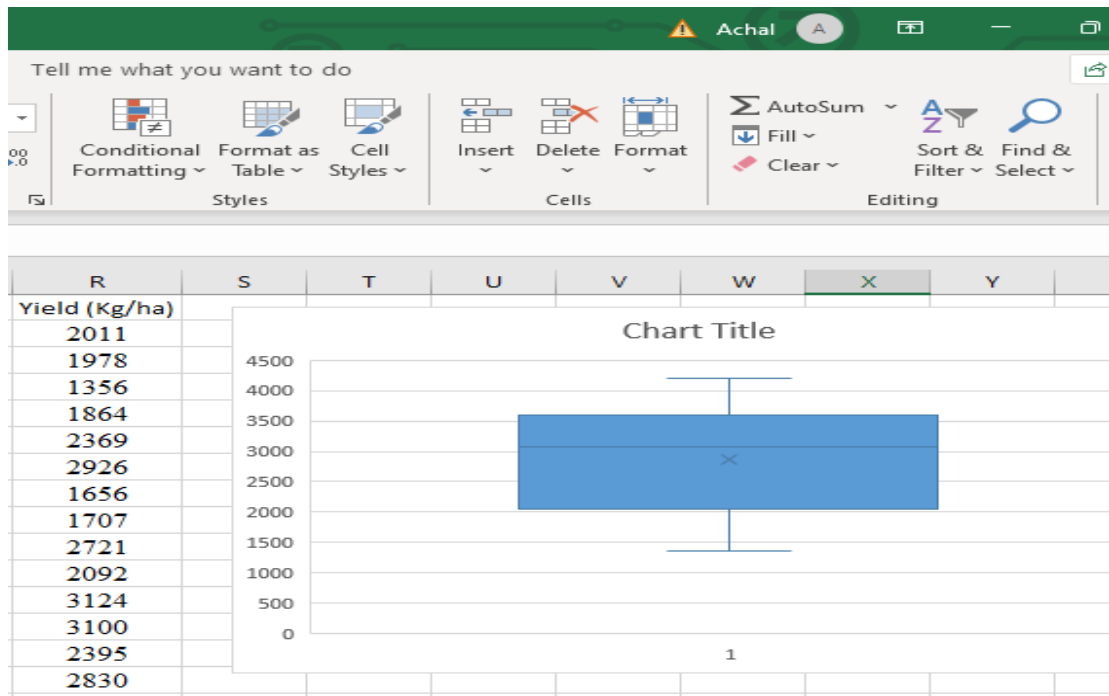 Achal A
Tell me what you want to do
Conditional Formatting
Format as Table
Cell Styles
Insert
Delete
Format
AutoSum
Fill
Clear
Sort & Filter
Find & Select
.00
.0
Styles
Cells
Editing
R S T U V W X Y
Yield (Kg/ha)
2011
1978
1356
1864
2369
2926
1656
1707
2721
2092
3124
3100
2395
2830
Chart Title
4500
4000
3500
3000
2500
2000
1500
1000
500
0
1